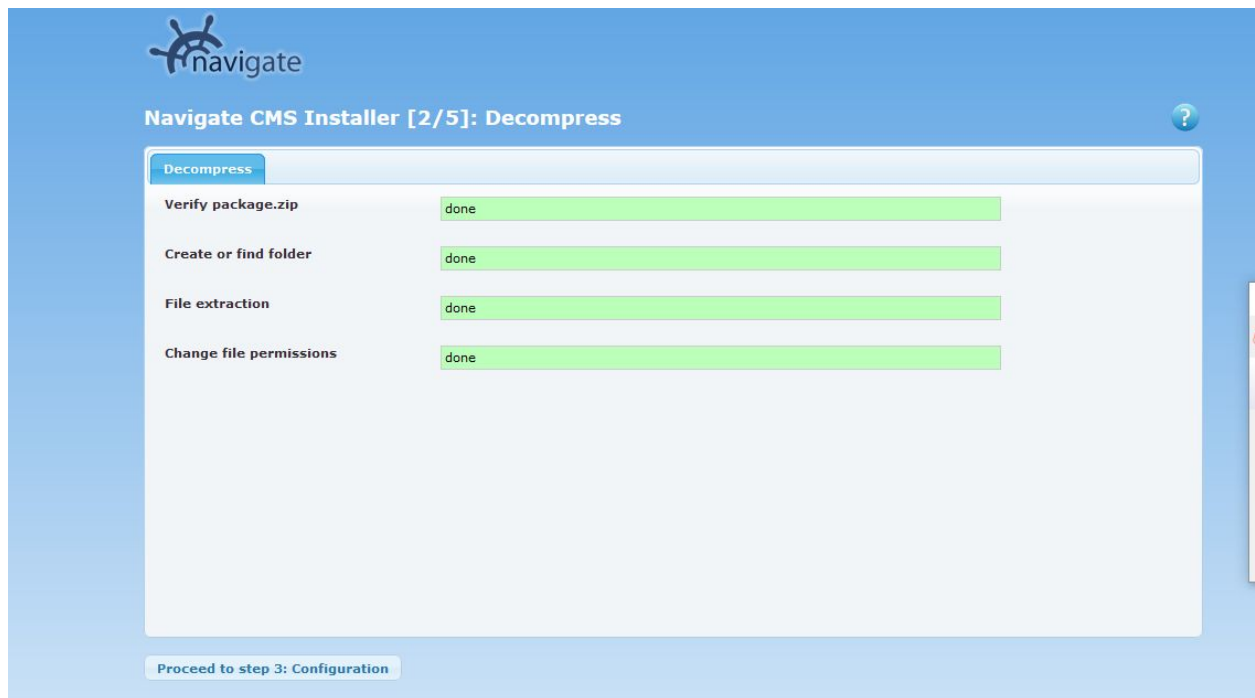 navigate
Navigate CMS Installer [2/5]: Decompress
?
Decompress
Verify package.zip
done
Create or find folder
done
File extraction
done
Change file permissions
done
Proceed to step 3: Configuration